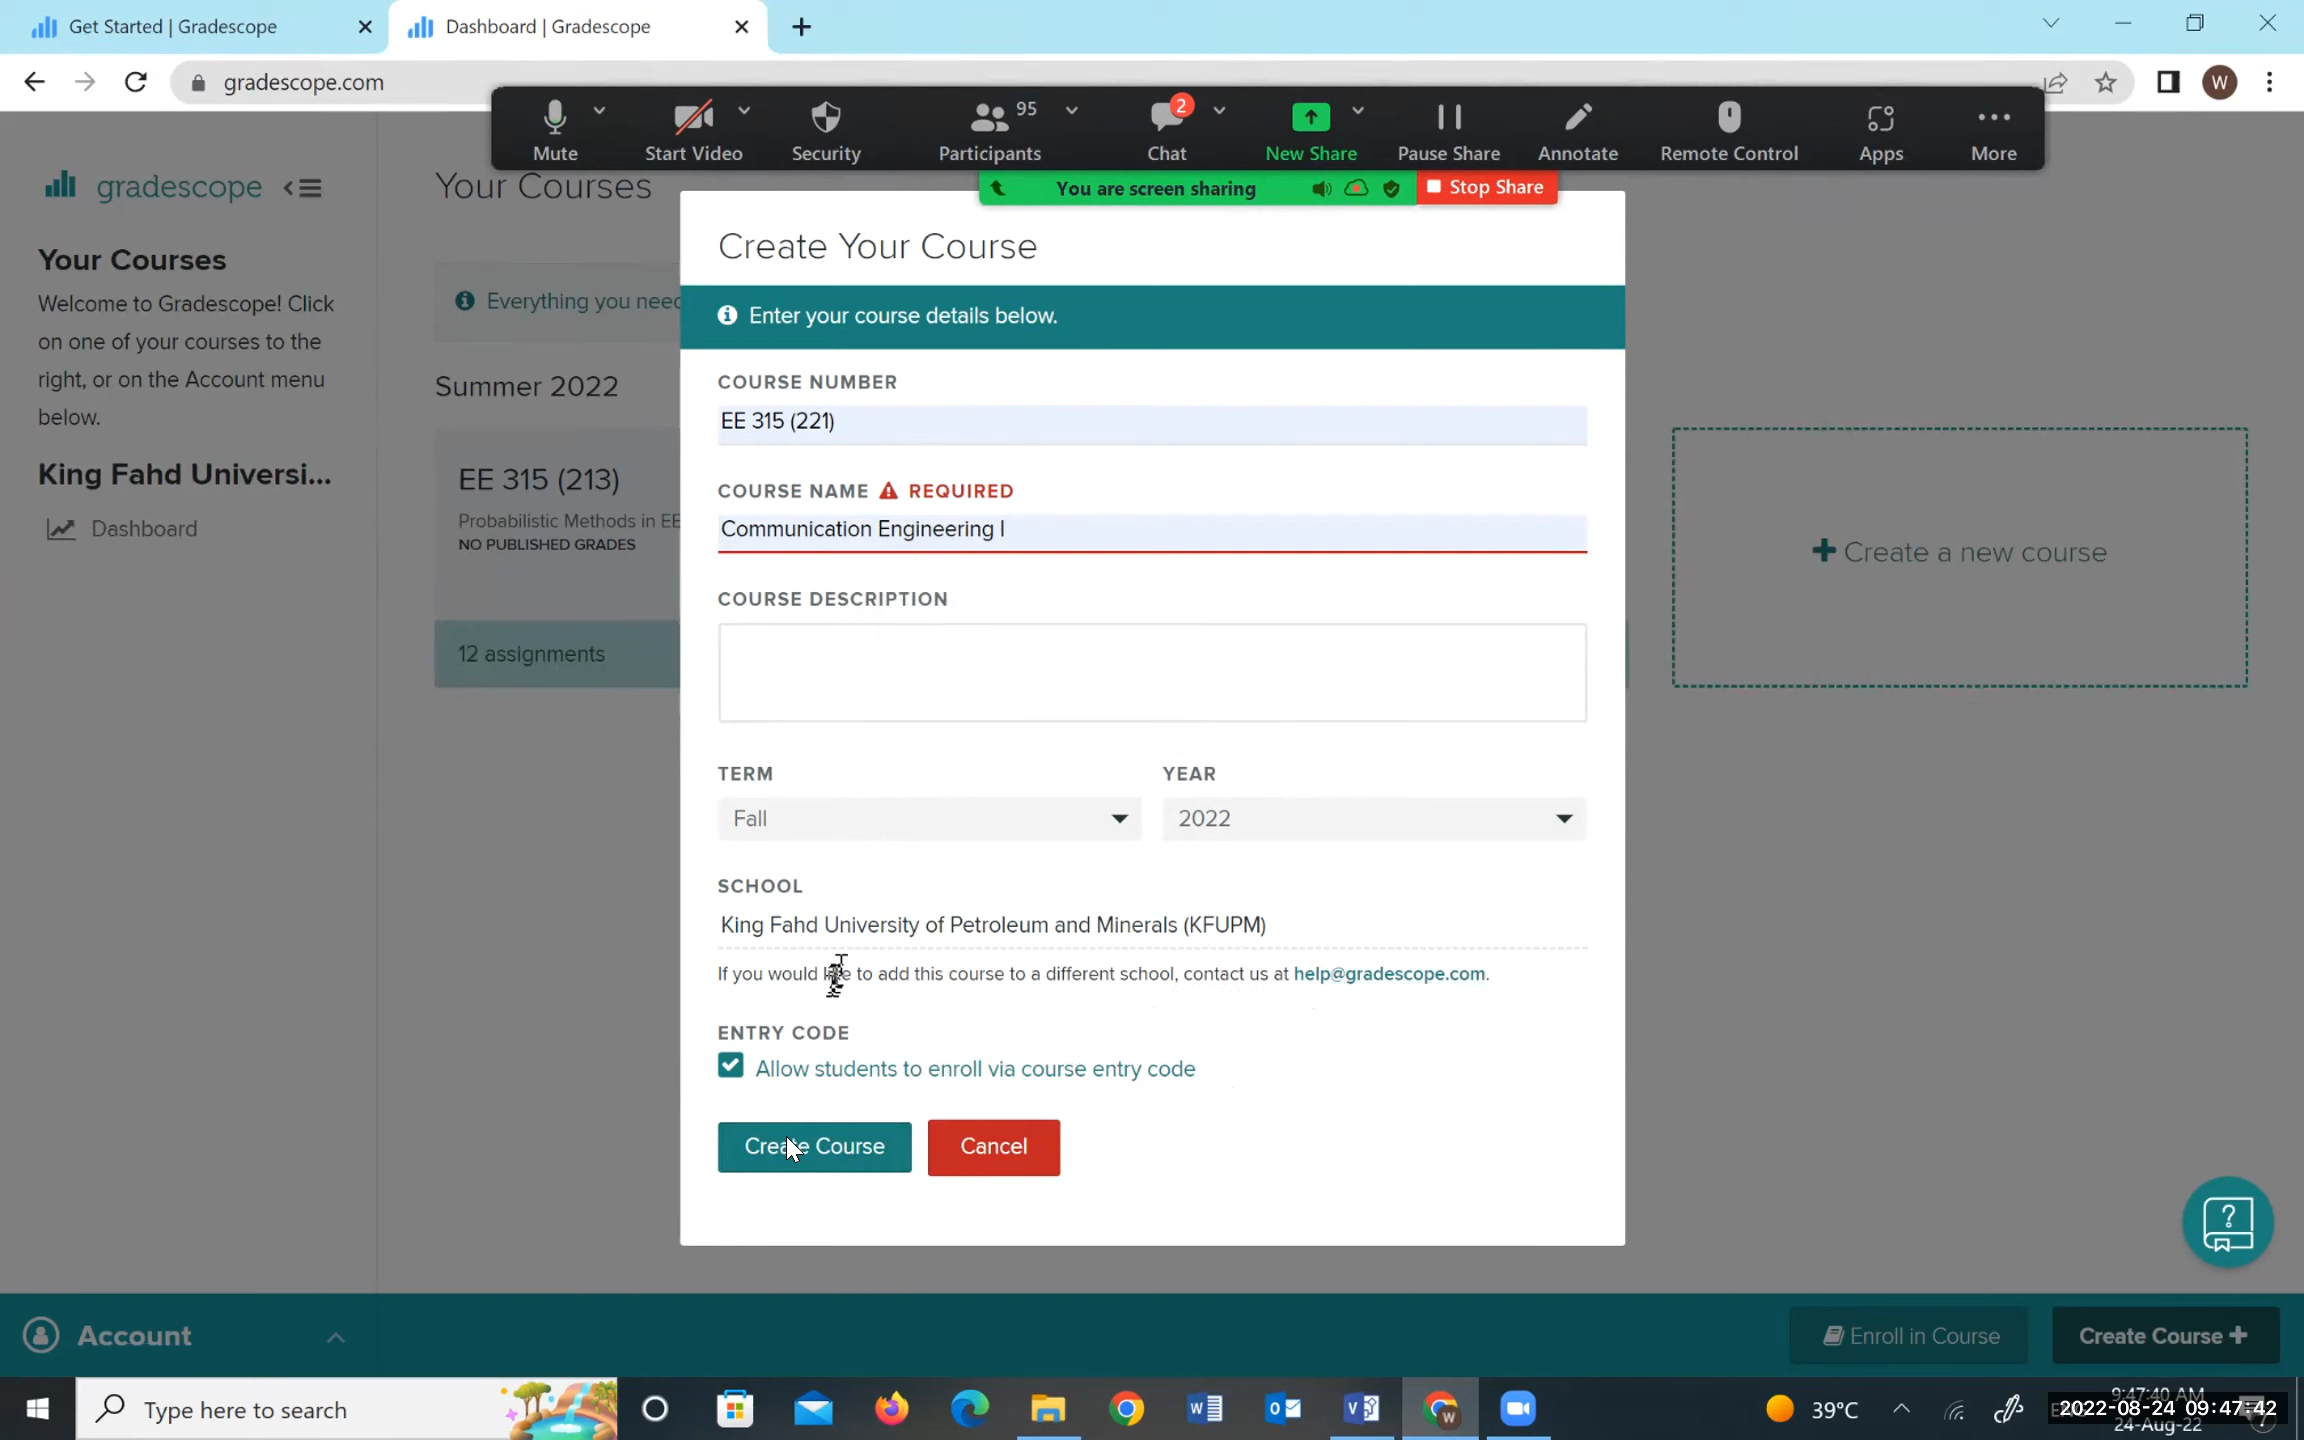 Get Started | Gradescope
Dashboard | Gradescope
gradescope.com
W
Mute
Start Video
Security
95
Participants
2
Chat
New Share
Pause Share
Annotate
Remote Control
Apps
More
You are screen sharing
Stop Share
gradescope
Your Courses
Welcome to Gradescope! Click
on one of your courses to the
right, or on the Account menu
below.
King Fahd Universi...
Dashboard
Your Courses
Everything you need
Summer 2022
EE 315 (213)
Probabilistic Methods in EE
NO PUBLISHED GRADES
12 assignments
Create Your Course
Enter your course details below.
COURSE NUMBER
EE 315 (221)
COURSE NAME REQUIRED
Communication Engineering I
COURSE DESCRIPTION
TERM
Fall
YEAR
2022
SCHOOL
King Fahd University of Petroleum and Minerals (KFUPM)
If you would like to add this course to a different school, contact us at help@gradescope.com.
ENTRY CODE
Allow students to enroll via course entry code
Create Course
Cancel
+ Create a new course
Account
Enroll in Course
Create Course +
Type here to search
39°C
9:47:40 AM
2022-08-24 09:47:42
24-Aug-22